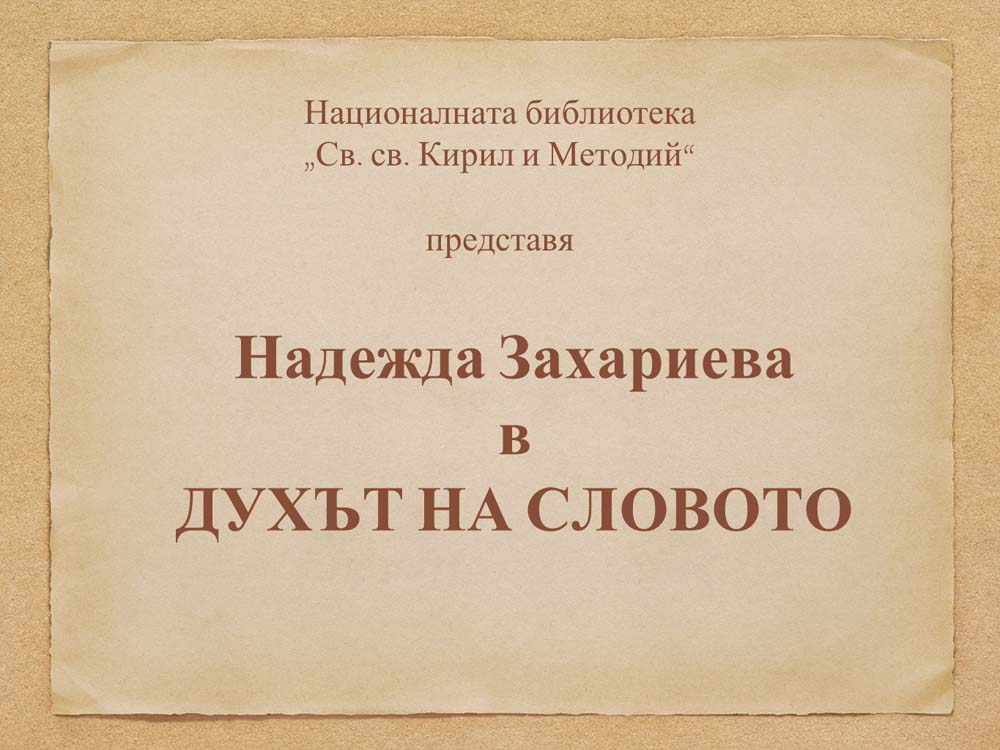 Националната библиотека
„Св. св. Кирил и Методий“
представя
Надежда Захариева
в
ДУХЪТ НА СЛОВОТО